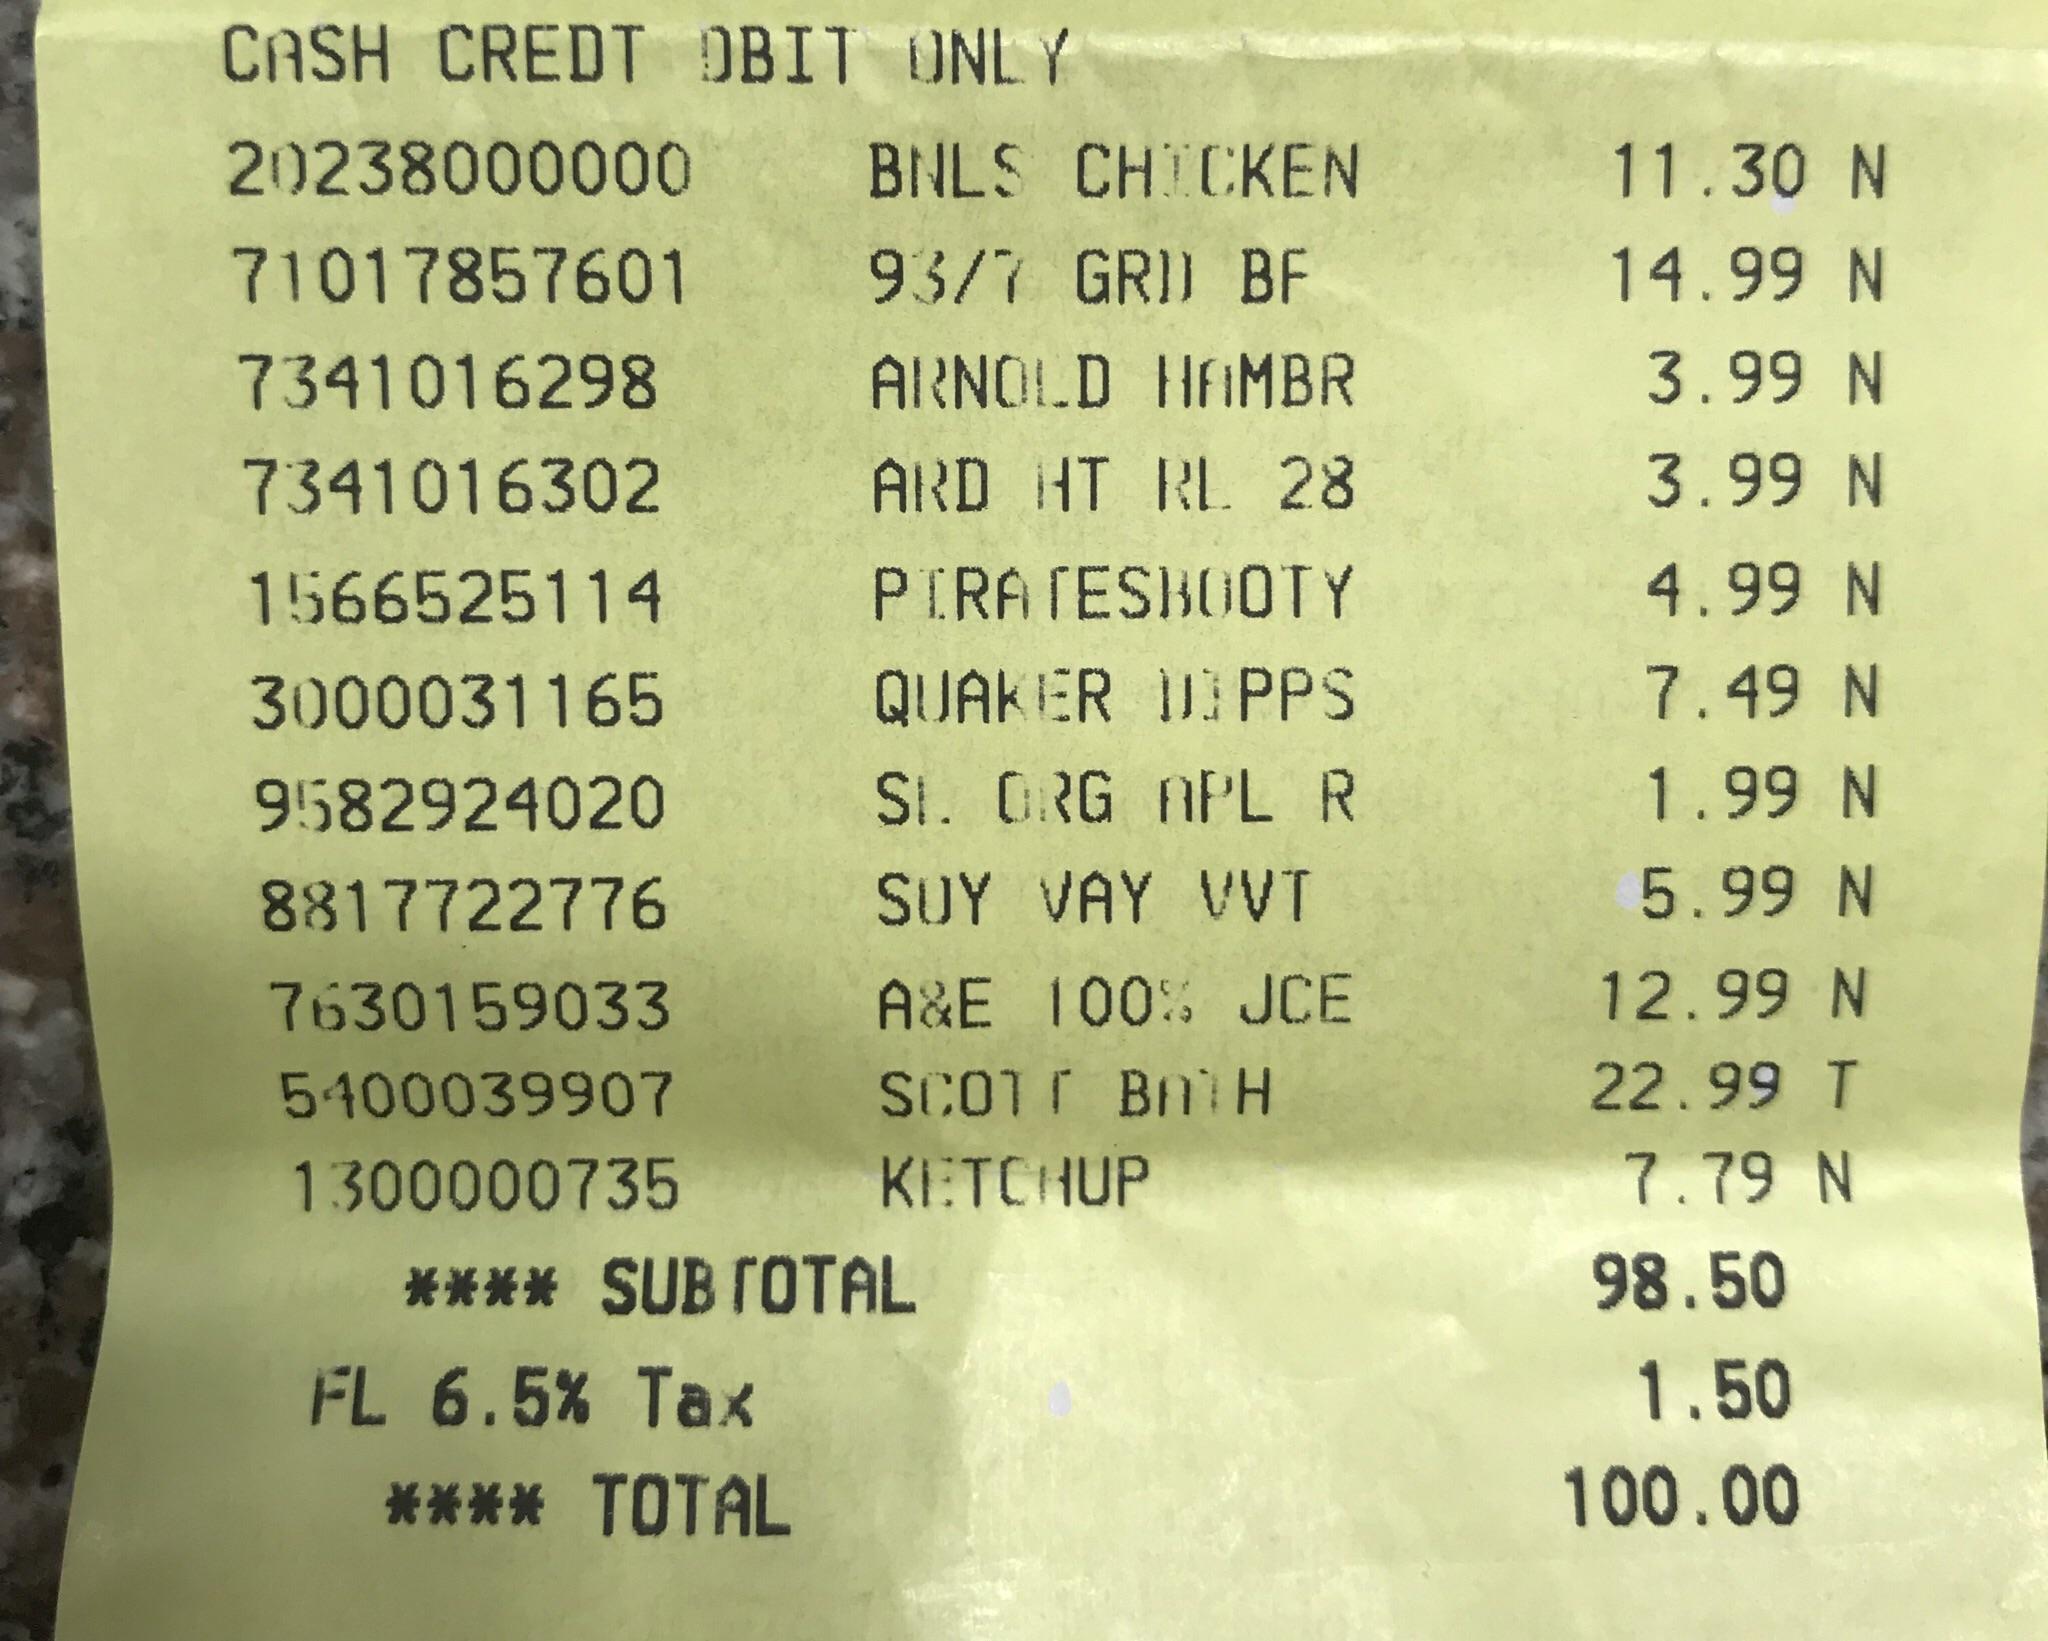 CASH CREDT DBIT ONLY
20238000000 BNLS CHICKEN 11.30 N
71017857601 93/7 GRD BF 14.99 N
7341016298 ARNOLD HAMBR 3.99 N
7341016302 ARD HT RL 28 3.99 N
1566525114 PIRATESBOOTY 4.99 N
3000031165 QUAKER DIPPS 7.49 N
9582924020 SL ORG APL R 1.99 N
8817722776 SOY VAY VVT 5.99 N
7630159033 A&E 100% JCE 12.99 N
5400039907 SCOTT BATH 22.99 T
1300000735 KETCHUP 7.79 N
**** SUBTOTAL 98.50
FL 6.5% Tax 1.50
**** TOTAL 100.00